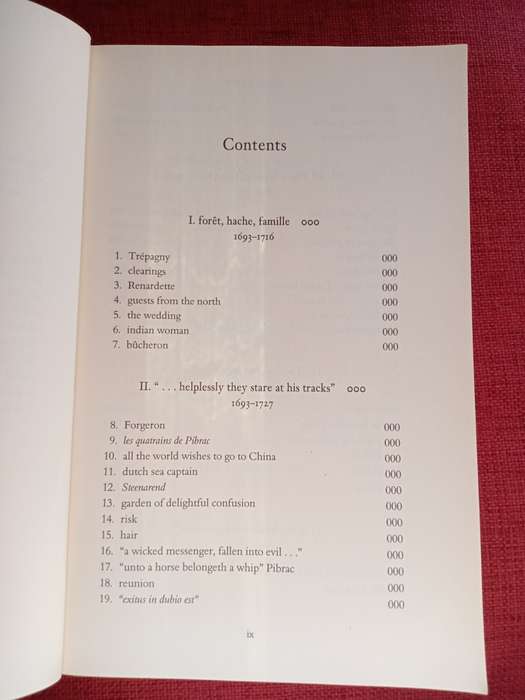 Contents
I. forêt, hache, famille 000
1693–1716
1. Trépagny 000
2. clearings 000
3. Renardette 000
4. guests from the north 000
5. the wedding 000
6. indian woman 000
7. bûcheron 000
II. “ . . . helplessly they stare at his tracks” 000
1693–1727
8. Forgeron 000
9. les quatrains de Pibrac 000
10. all the world wishes to go to China 000
11. dutch sea captain 000
12. Steenarend 000
13. garden of delightful confusion 000
14. risk 000
15. hair 000
16. “a wicked messenger, fallen into evil . . .” 000
17. “unto a horse belongeth a whip” Pibrac 000
18. reunion 000
19. “exitus in dubio est” 000
ix